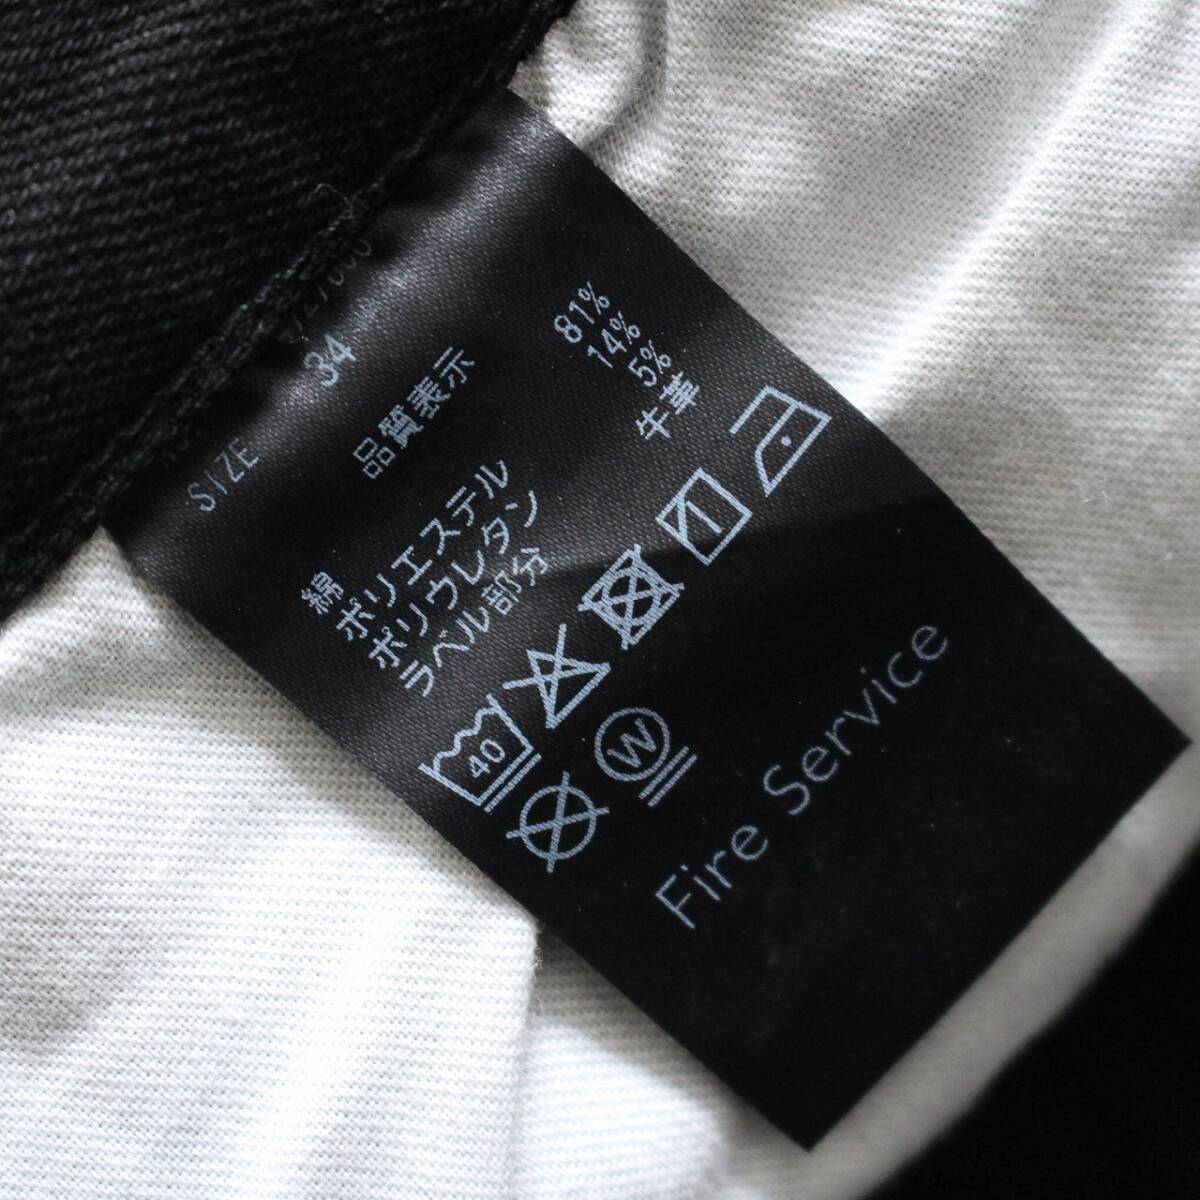 SIZE 34
品質表示
綿 81%
ポリエステル 14%
ポリウレタン 5%
ラベル部分 牛革
40
W
Fire Service